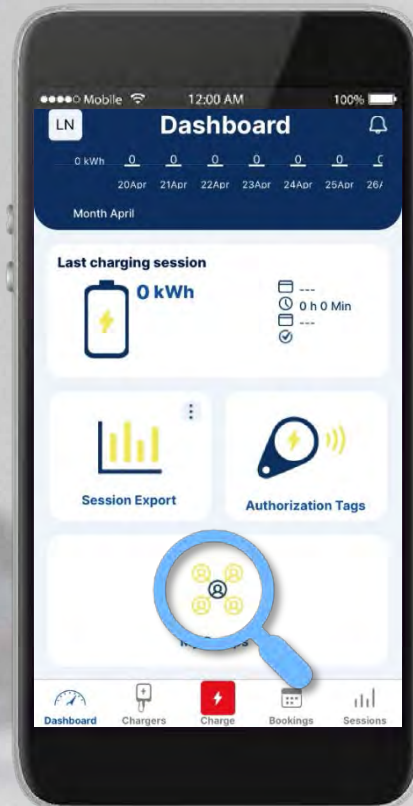 Mobile 12:00 AM 100%
LN Dashboard
0 kWh 0 0 0 0 0 0
20Apr 21Apr 22Apr 23Apr 24Apr 25Apr 26/
Month April
Last charging session
0 kWh
---
0 h 0 Min
---
Session Export Authorization Tags
Dashboard Chargers Charge Bookings Sessions